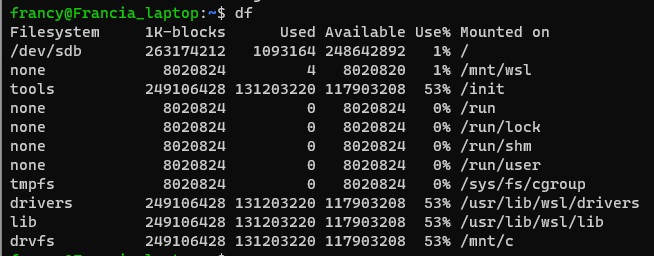 francy@Francia_laptop:~$ df
Filesystem     1K-blocks      Used Available Use% Mounted on
/dev/sdb       263174212   1093164 248642892   1% /
none             8020824         4   8020820   1% /mnt/wsl
tools          249106428 131203220 117903208  53% /init
none             8020824         0   8020824   0% /run
none             8020824         0   8020824   0% /run/lock
none             8020824         0   8020824   0% /run/shm
none             8020824         0   8020824   0% /run/user
tmpfs            8020824         0   8020824   0% /sys/fs/cgroup
drivers        249106428 131203220 117903208  53% /usr/lib/wsl/drivers
lib            249106428 131203220 117903208  53% /usr/lib/wsl/lib
drvfs          249106428 131203220 117903208  53% /mnt/c